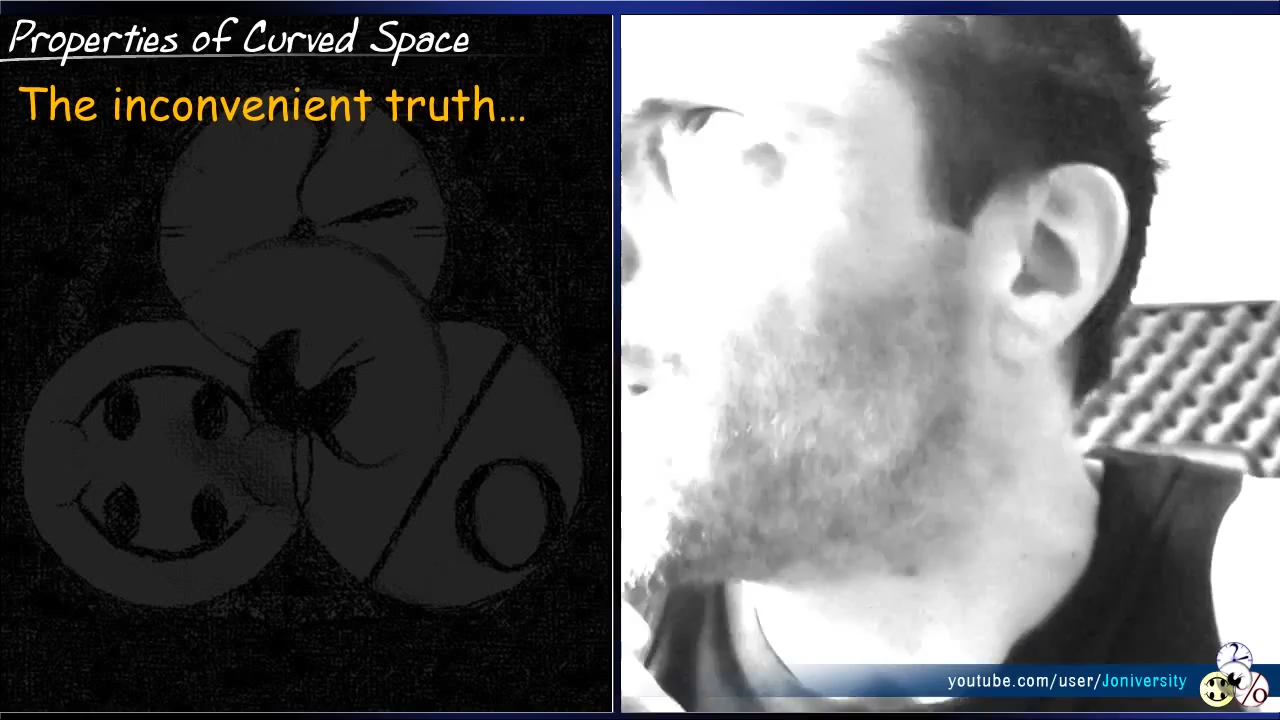 Properties of Curved Space
The inconvenient truth...
youtube.com/user/Joniversity